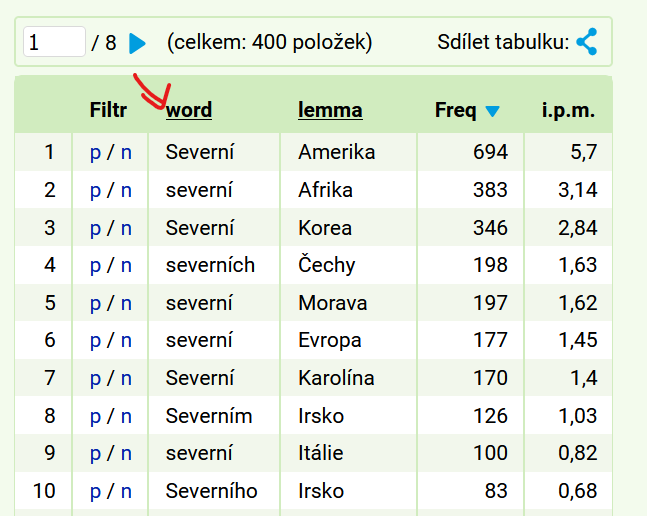 1 / 8 (celkem: 400 položek) Sdílet tabulku:
Filtr word lemma Freq i.p.m.
1 p / n Severní Amerika 694 5,7
2 p / n severní Afrika 383 3,14
3 p / n Severní Korea 346 2,84
4 p / n severních Čechy 198 1,63
5 p / n severní Morava 197 1,62
6 p / n severní Evropa 177 1,45
7 p / n Severní Karolína 170 1,4
8 p / n Severním Irsko 126 1,03
9 p / n severní Itálie 100 0,82
10 p / n Severního Irsko 83 0,68